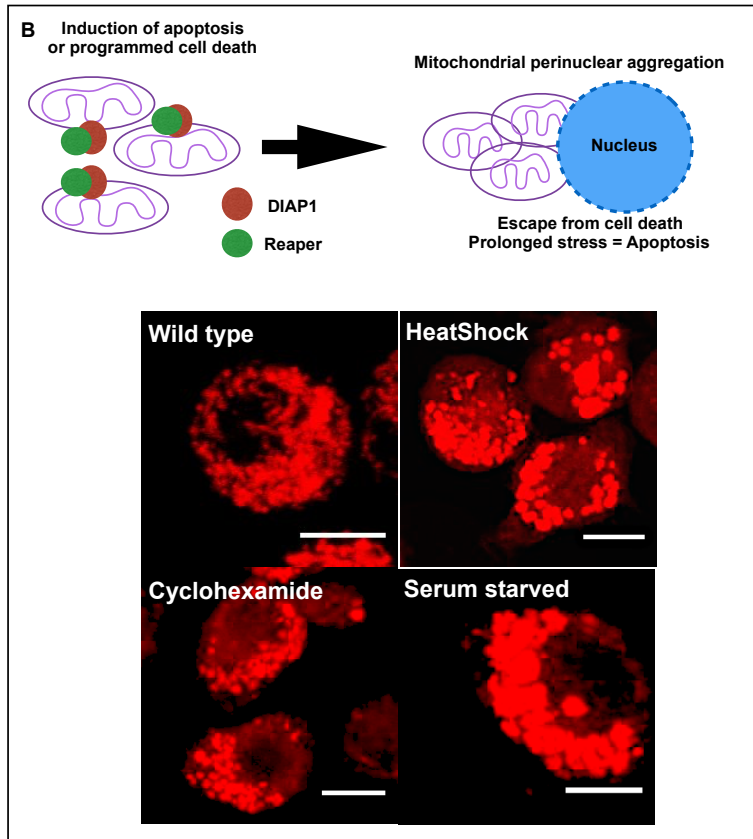 B
Induction of apoptosis
or programmed cell death
Mitochondrial perinuclear aggregation
Nucleus
DIAP1
Reaper
Escape from cell death
Prolonged stress = Apoptosis
Wild type
HeatShock
Cyclohexamide
Serum starved